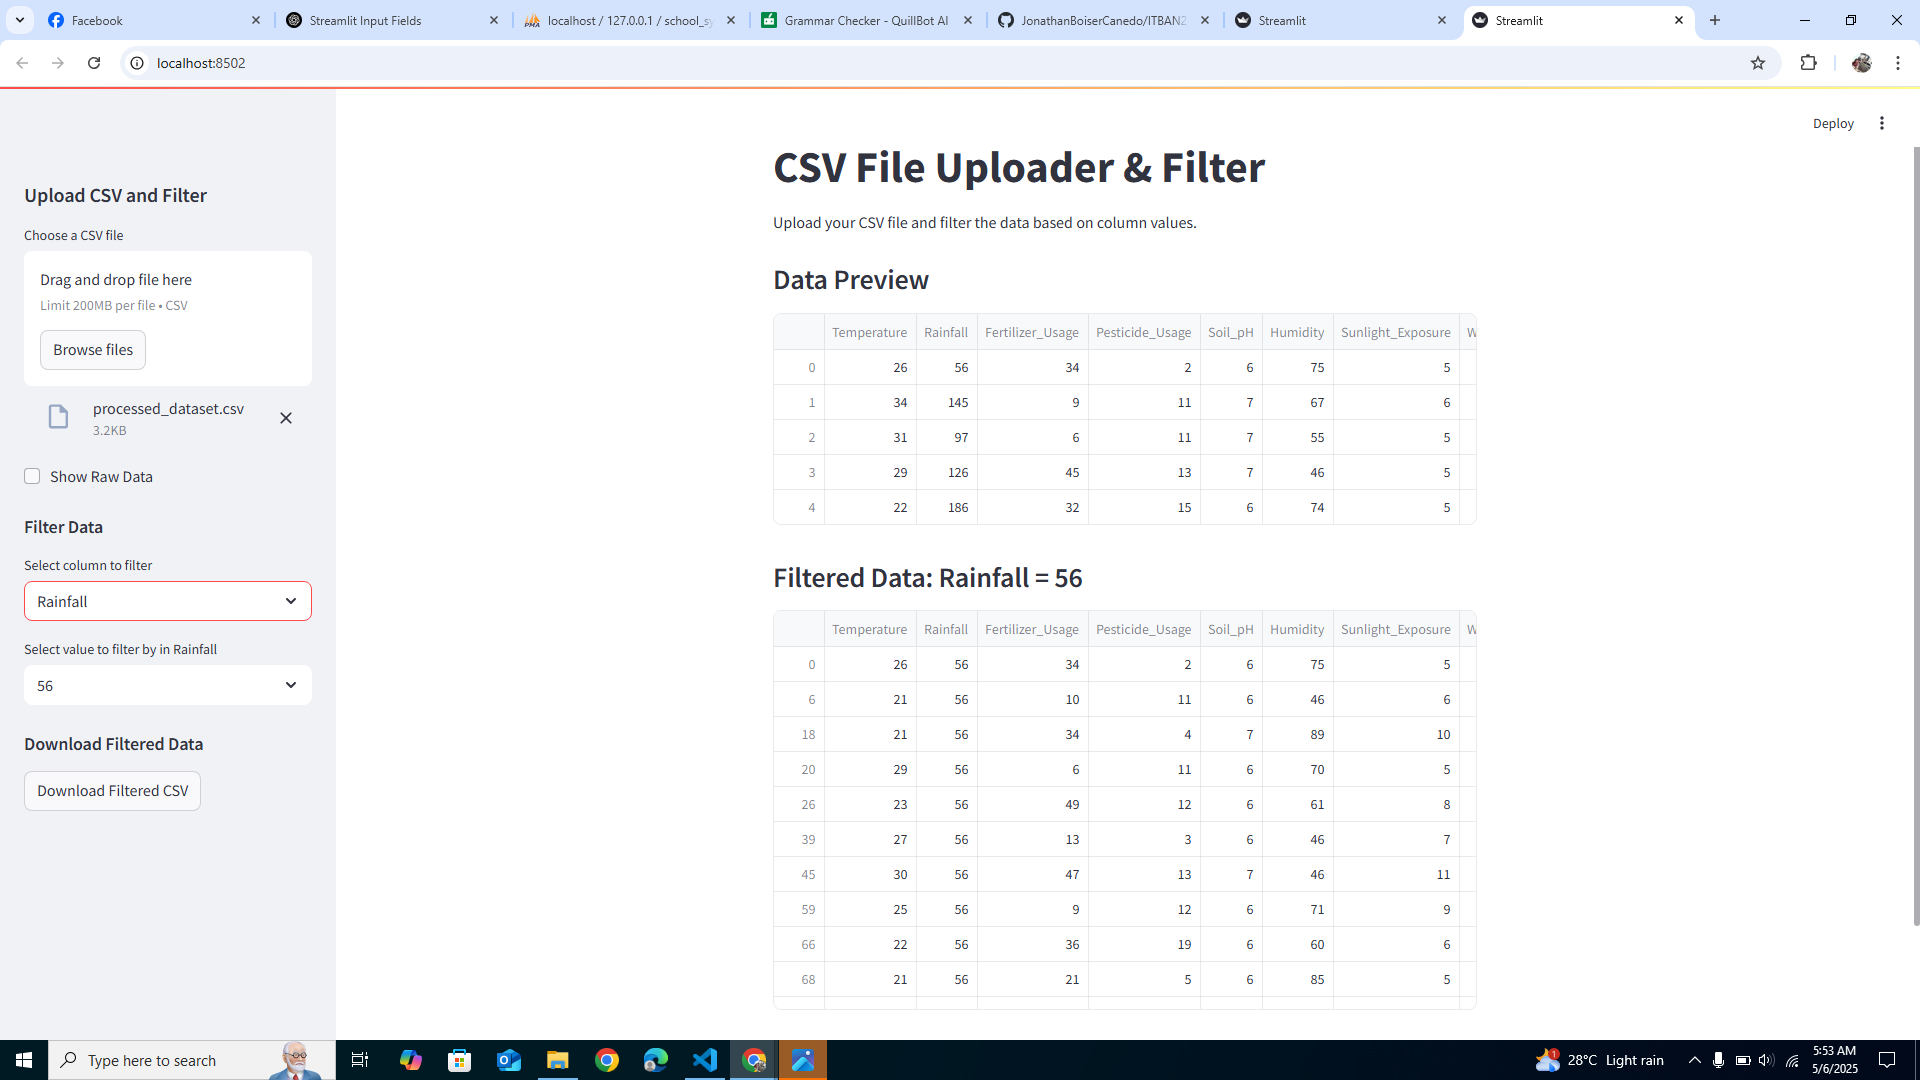 Facebook
Streamlit Input Fields
localhost / 127.0.0.1 / school_sy
Grammar Checker - QuillBot AI
JonathanBoiserCanedo/ITBAN2
Streamlit
Streamlit
localhost:8502
Deploy
Upload CSV and Filter
Choose a CSV file
Drag and drop file here
Limit 200MB per file • CSV
Browse files
processed_dataset.csv
3.2KB
Show Raw Data
Filter Data
Select column to filter
Rainfall
Select value to filter by in Rainfall
56
Download Filtered Data
Download Filtered CSV
CSV File Uploader & Filter
Upload your CSV file and filter the data based on column values.
Data Preview
Temperature Rainfall Fertilizer_Usage Pesticide_Usage Soil_pH Humidity Sunlight_Exposure W
0 26 56 34 2 6 75 5
1 34 145 9 11 7 67 6
2 31 97 6 11 7 55 5
3 29 126 45 13 7 46 5
4 22 186 32 15 6 74 5
Filtered Data: Rainfall = 56
Temperature Rainfall Fertilizer_Usage Pesticide_Usage Soil_pH Humidity Sunlight_Exposure W
0 26 56 34 2 6 75 5
6 21 56 10 11 6 46 6
18 21 56 34 4 7 89 10
20 29 56 6 11 6 70 5
26 23 56 49 12 6 61 8
39 27 56 13 3 6 46 7
45 30 56 47 13 7 46 11
59 25 56 9 12 6 71 9
66 22 56 36 19 6 60 6
68 21 56 21 5 6 85 5
Type here to search
1
28°C Light rain
5:53 AM
5/6/2025